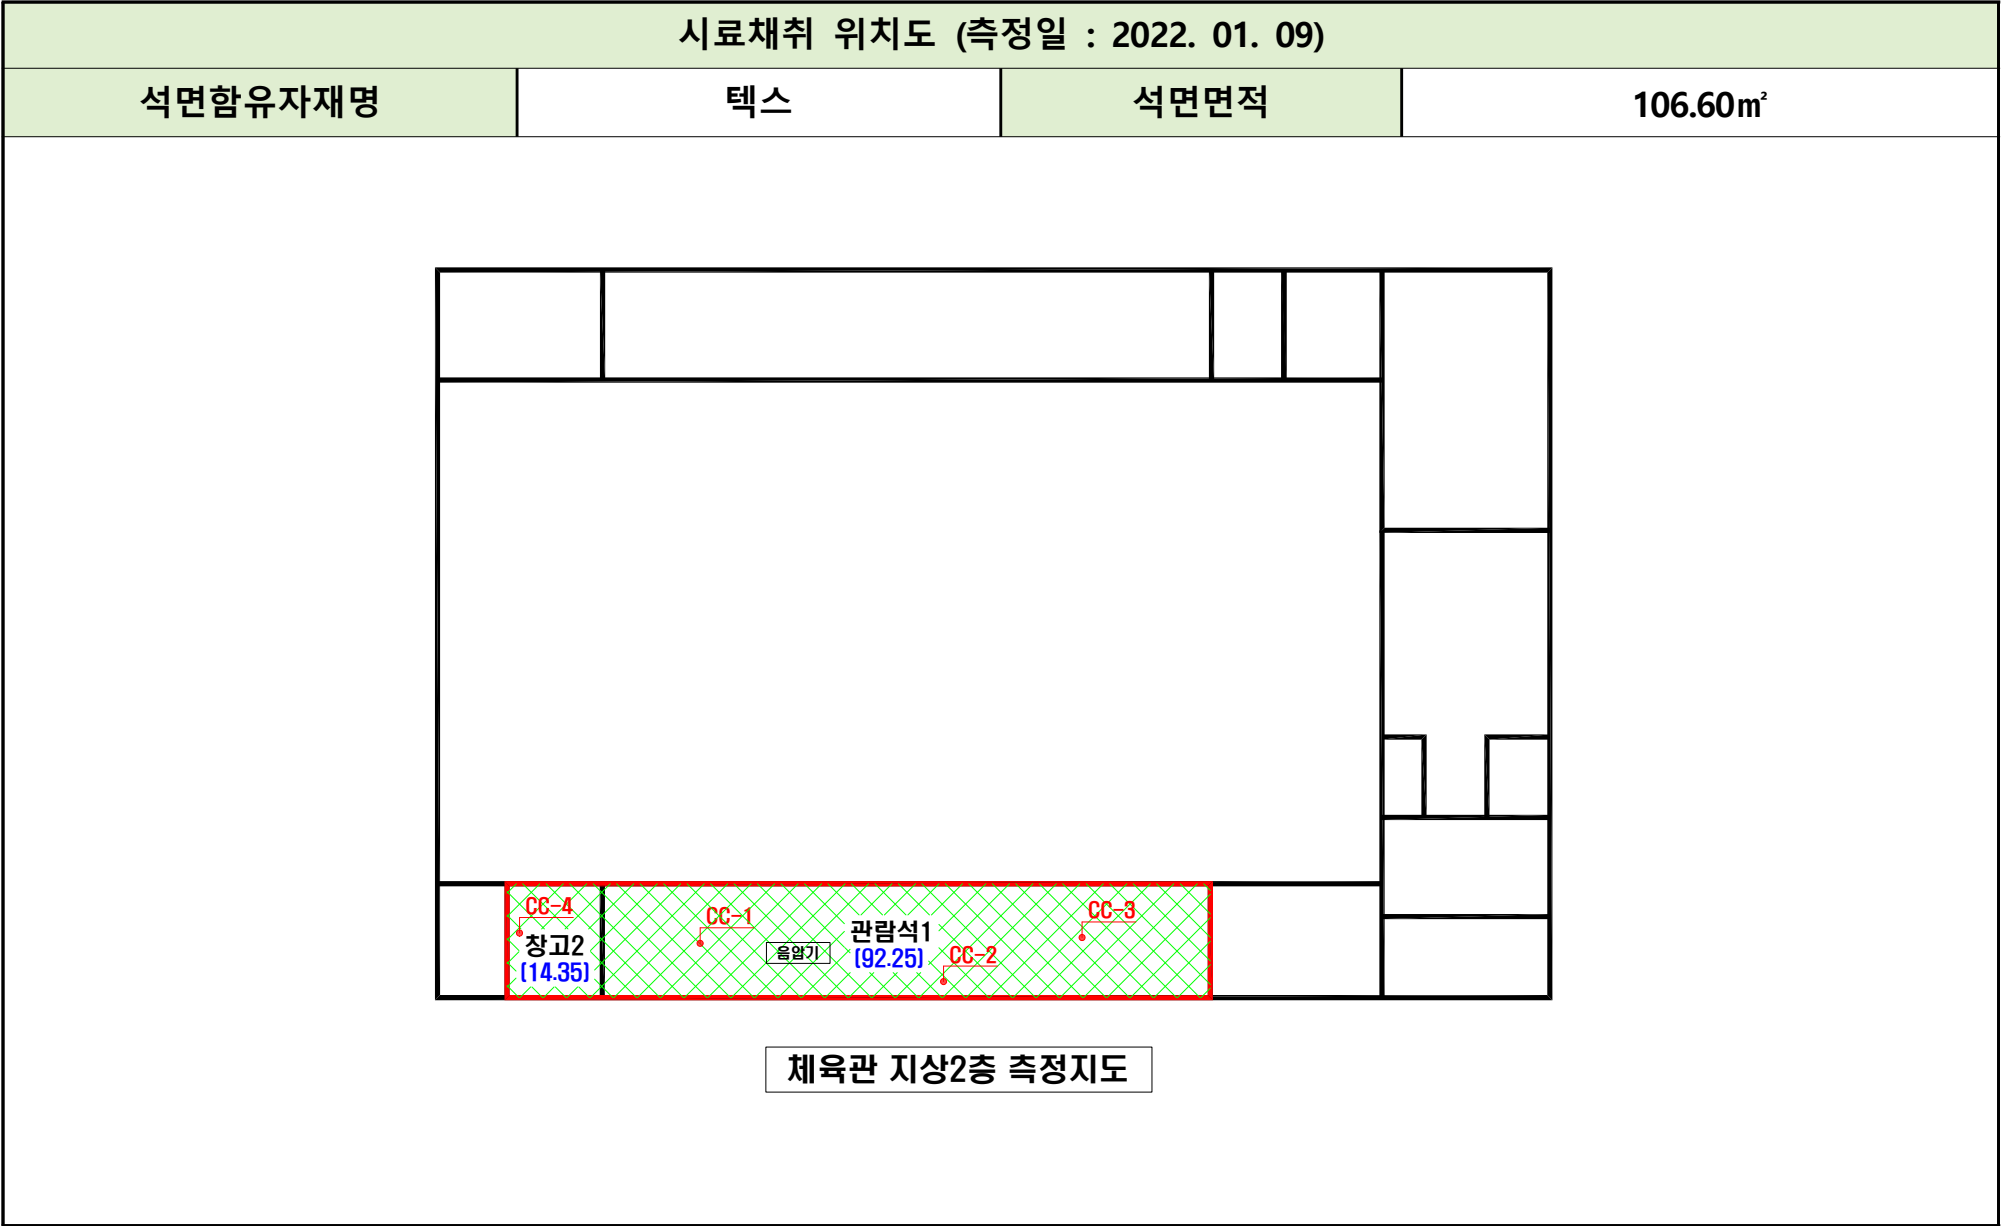 시료채취 위치도 (측정일 : 2022. 01. 09)
석면함유자재명 텍스 석면면적 106.60㎡
CC-4
창고2
(14.35)
CC-1
음압기
관람석1
(92.25)
CC-2
CC-3
체육관 지상2층 측정지도